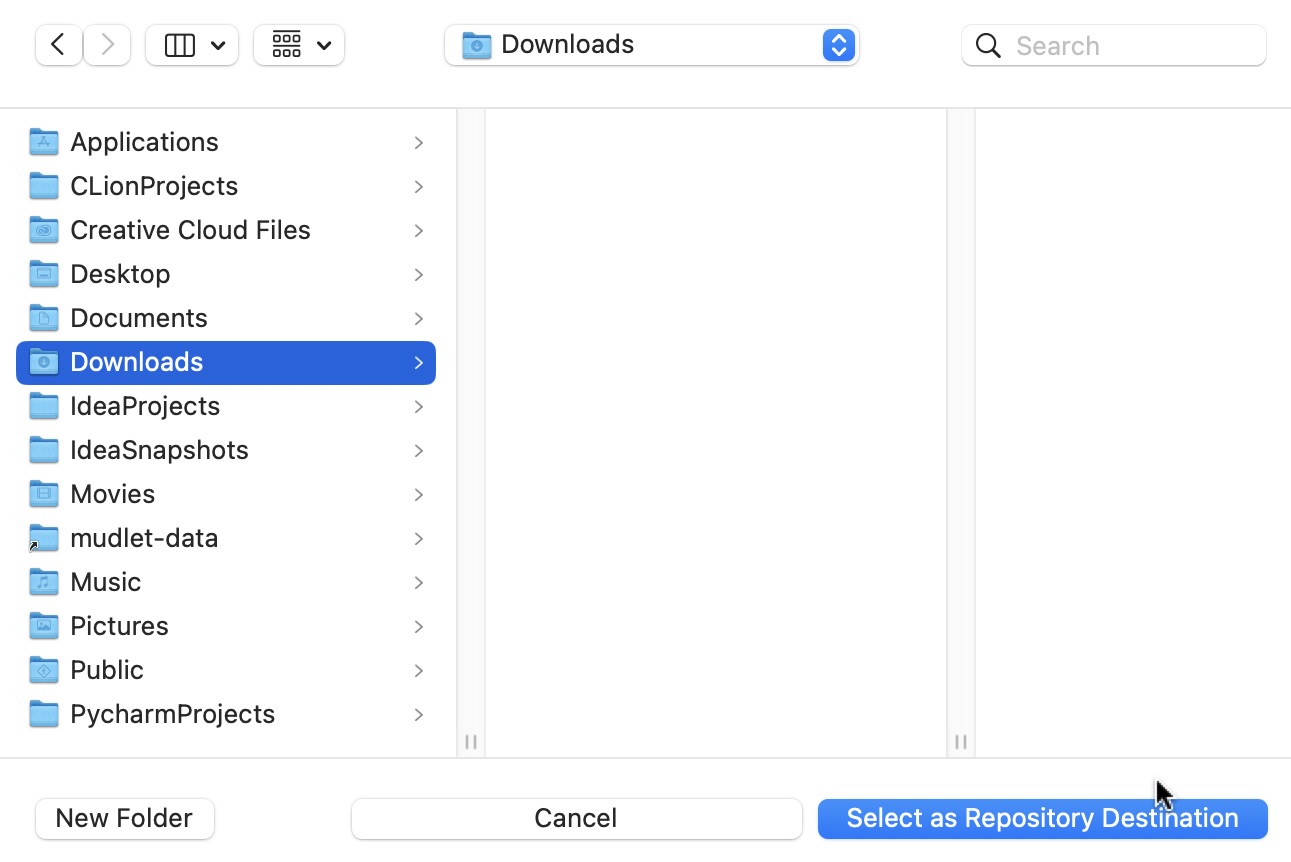 Downloads
Search
Applications
CLionProjects
Creative Cloud Files
Desktop
Documents
Downloads
IdeaProjects
IdeaSnapshots
Movies
mudlet-data
Music
Pictures
Public
PycharmProjects
New Folder
Cancel
Select as Repository Destination